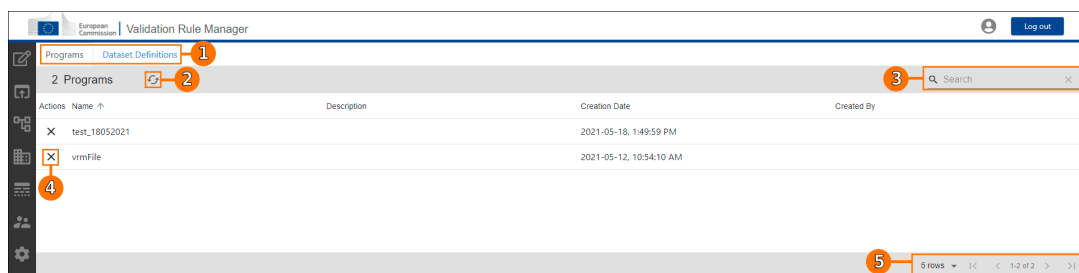 European
Commission
Validation Rule Manager
Log out
Programs Dataset Definitions 1
2 Programs 2 3 Search
Actions Name Description Creation Date Created By
test_18052021 2021-05-18, 1:49:59 PM
vrmFile 2021-05-12, 10:54:10 AM
4
5 5 rows 1-2 of 2